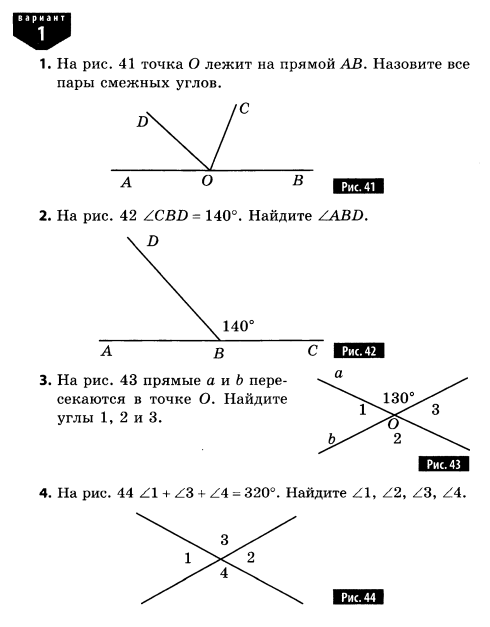 вариант
1
1. На рис. 41 точка O лежит на прямой AB. Назовите все
пары смежных углов.
D
C
A
O
B
Рис. 41
2. На рис. 42 ∠CBD = 140°. Найдите ∠ABD.
D
140°
A
B
C
Рис. 42
3. На рис. 43 прямые a и b пере-
секаются в точке O. Найдите
углы 1, 2 и 3.
a
130°
1
3
O
b
2
Рис. 43
4. На рис. 44 ∠1 + ∠3 + ∠4 = 320°. Найдите ∠1, ∠2, ∠3, ∠4.
3
1
2
4
Рис. 44